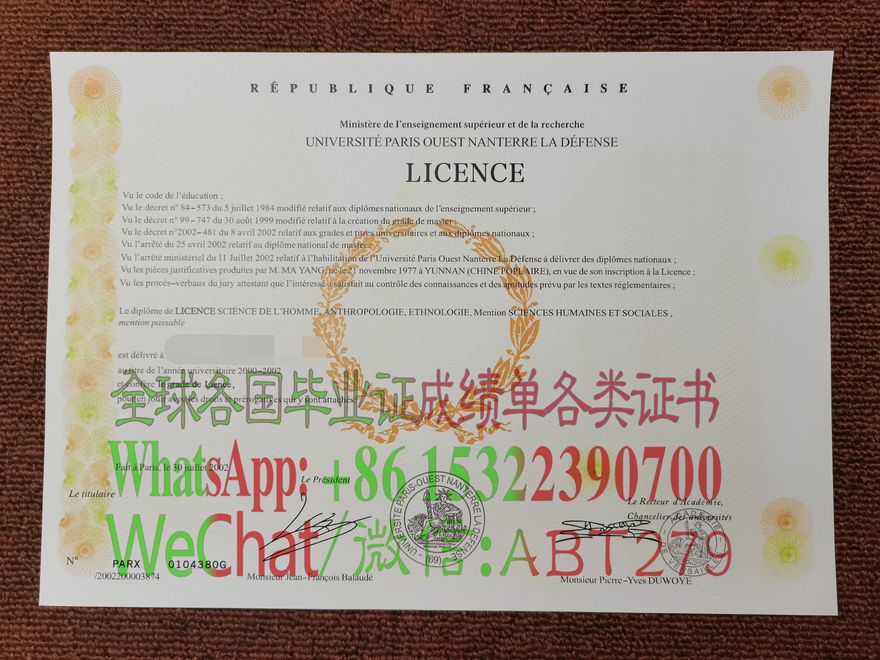 RÉPUBLIQUE FRANÇAISE
Ministère de l'enseignement supérieur et de la recherche
UNIVERSITÉ PARIS OUEST NANTERRE LA DÉFENSE
LICENCE
Vu le code de l'éducation ;
Vu le décret n° 84-573 du 5 juillet 1984 modifié relatif aux diplômes nationaux de l'enseignement supérieur ;
Vu le décret n° 99-747 du 30 août 1999 modifié relatif à la création du grade de master
Vu le décret n°2002-481 du 8 avril 2002 relatif aux grades et titres universitaires et aux diplômes nationaux ;
Vu l'arrêté du 25 avril 2002 relatif au diplôme national de master
Vu l'arrêté ministériel du 11 Juillet 2002 relatif à l'habilitation de l'Université Paris Ouest Nanterre La Défense à délivrer des diplômes nationaux ;
Vu les pièces justificatives produites par M. MA YANG, né le 21 novembre 1977 à YUNNAN (CHINE POPLAIRE), en vue de son inscription à la Licence ;
Vu les procès-verbaux du jury attestant que l'intéressé a satisfait au contrôle des connaissances et des aptitudes prévu par les textes réglementaires ;
Le diplôme de LICENCE SCIENCE DE L'HOMME, ANTHROPOLOGIE, ETHNOLOGIE, Mention SCIENCES HUMAINES ET SOCIALES ,
mention passable
est délivré à
au titre de l'année universitaire 2000-2002
et confère le grade de Licence,
pour en jouir avec les droits et prérogatives qui y sont attachés.
全球各国毕业证成绩单各类证书
Fait à Paris, le 30 juillet 2002
WhatsApp: +86 15322390700
Le titulaire
Le Président
Le Recteur d'Académie,
Chancelier des universités
WeChat/微信:ABT279
UNIVERSITÉ PARIS-OUEST NANTERRE LA DÉFENSE
(69)
N° PARX 0104380G
/2002200003874
Monsieur Jean-François Balaudé
Monsieur Pierre-Yves DUWOYE